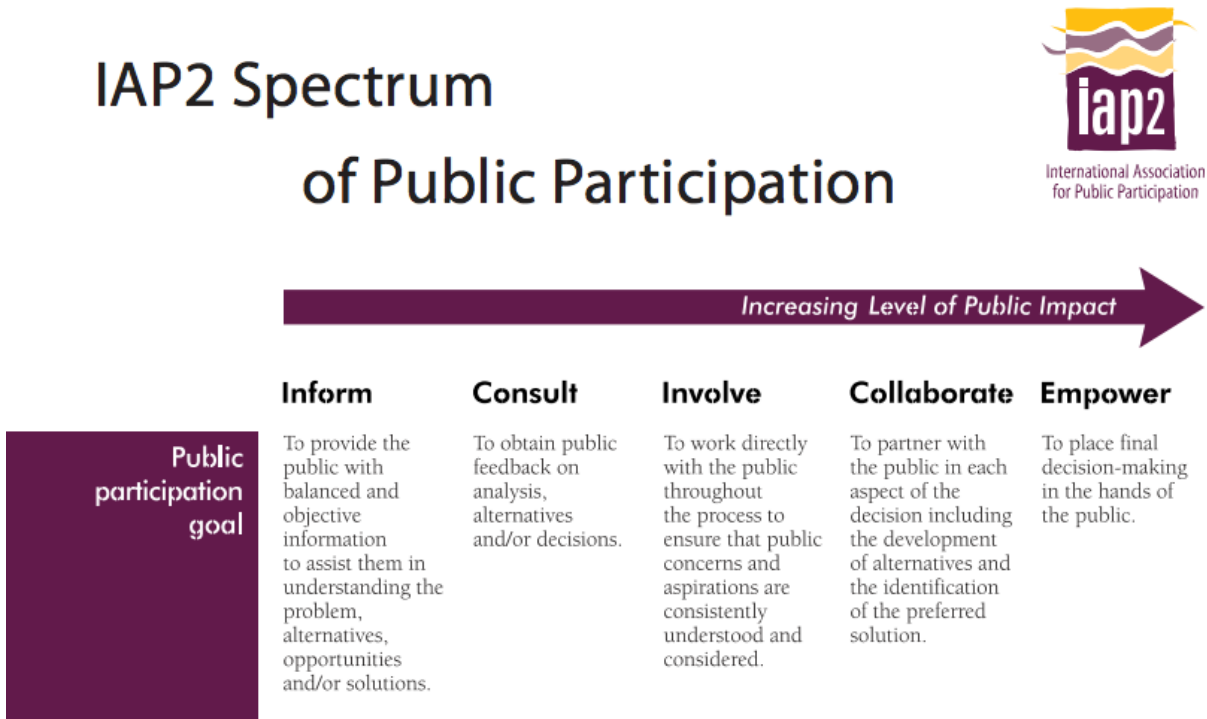 IAP2 Spectrum
of Public Participation
iap2
International Association
for Public Participation
Increasing Level of Public Impact
Inform
Consult
Involve
Collaborate
Empower
Public
participation
goal
To provide the
public with
balanced and
objective
information
to assist them in
understanding the
problem,
alternatives,
opportunities
and/or solutions.
To obtain public
feedback on
analysis,
alternatives
and/or decisions.
To work directly
with the public
throughout
the process to
ensure that public
concerns and
aspirations are
consistently
understood and
considered.
To partner with
the public in each
aspect of the
decision including
the development
of alternatives and
the identification
of the preferred
solution.
To place final
decision-making
in the hands of
the public.